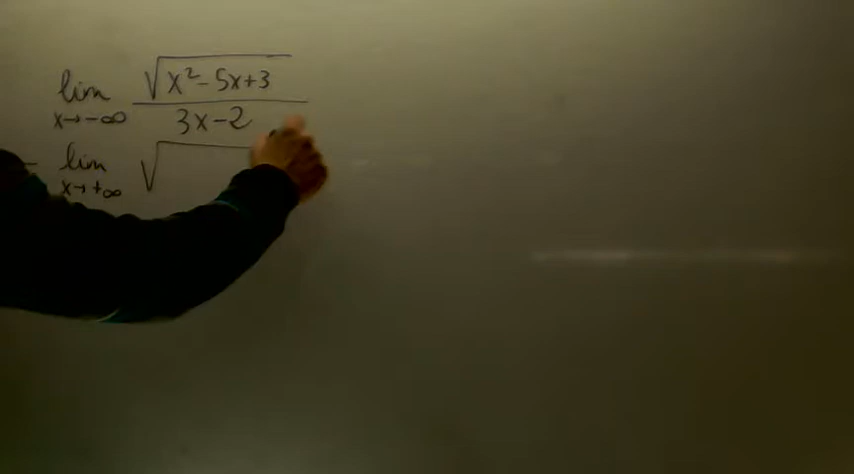 lim √(x² - 5x + 3)
x → -∞ 3x - 2
= lim √
x → +∞